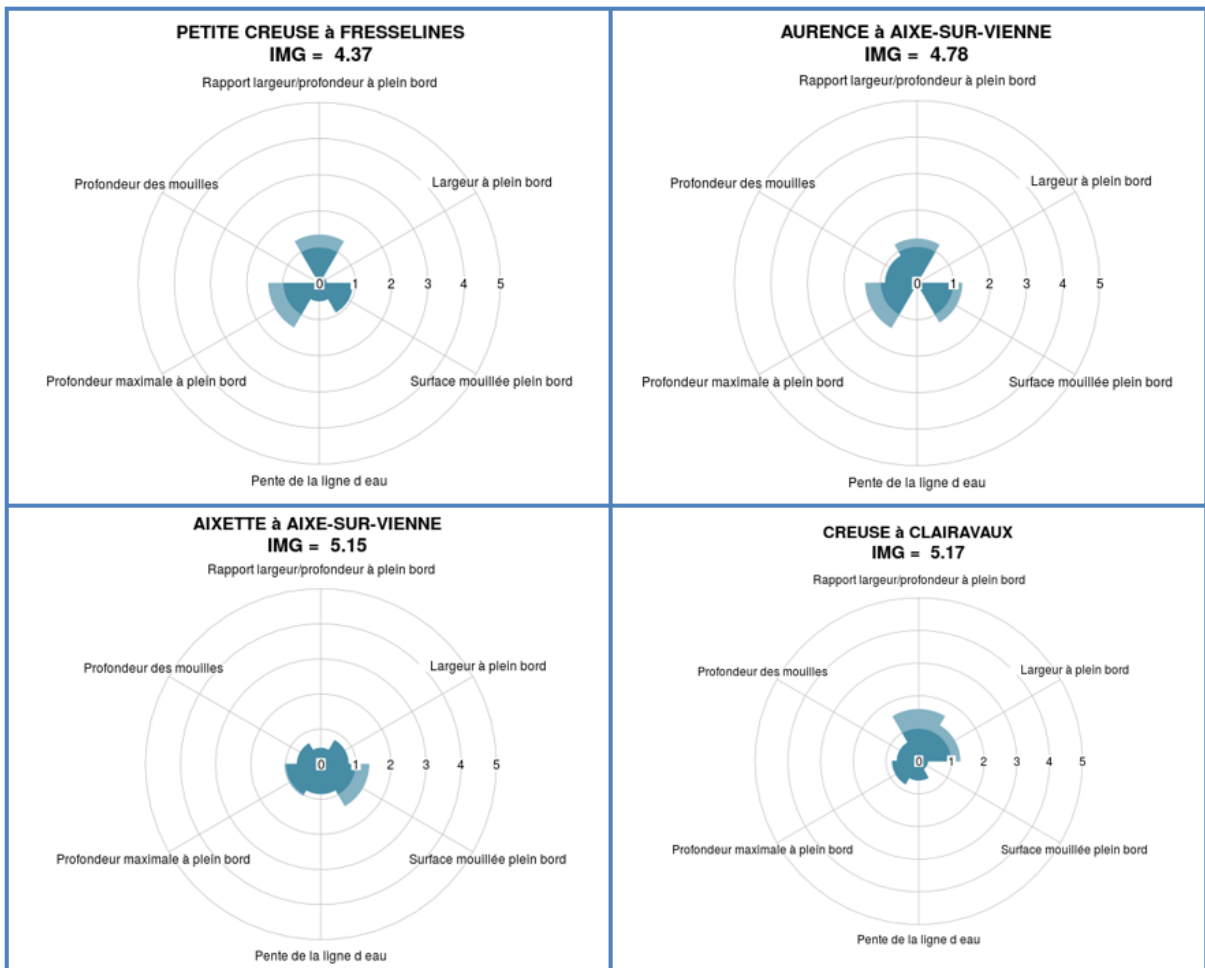 PETITE CREUSE à FRESSELINES
IMG = 4.37
Rapport largeur/profondeur à plein bord
Profondeur des mouilles
Largeur à plein bord
0 1 2 3 4 5
Profondeur maximale à plein bord
Surface mouillée plein bord
Pente de la ligne d eau
AURENCE à AIXE-SUR-VIENNE
IMG = 4.78
Rapport largeur/profondeur à plein bord
Profondeur des mouilles
Largeur à plein bord
0 1 2 3 4 5
Profondeur maximale à plein bord
Surface mouillée plein bord
Pente de la ligne d eau
AIXETTE à AIXE-SUR-VIENNE
IMG = 5.15
Rapport largeur/profondeur à plein bord
Profondeur des mouilles
Largeur à plein bord
0 1 2 3 4 5
Profondeur maximale à plein bord
Surface mouillée plein bord
Pente de la ligne d eau
CREUSE à CLAIRAVAUX
IMG = 5.17
Rapport largeur/profondeur à plein bord
Profondeur des mouilles
Largeur à plein bord
0 1 2 3 4 5
Profondeur maximale à plein bord
Surface mouillée plein bord
Pente de la ligne d eau